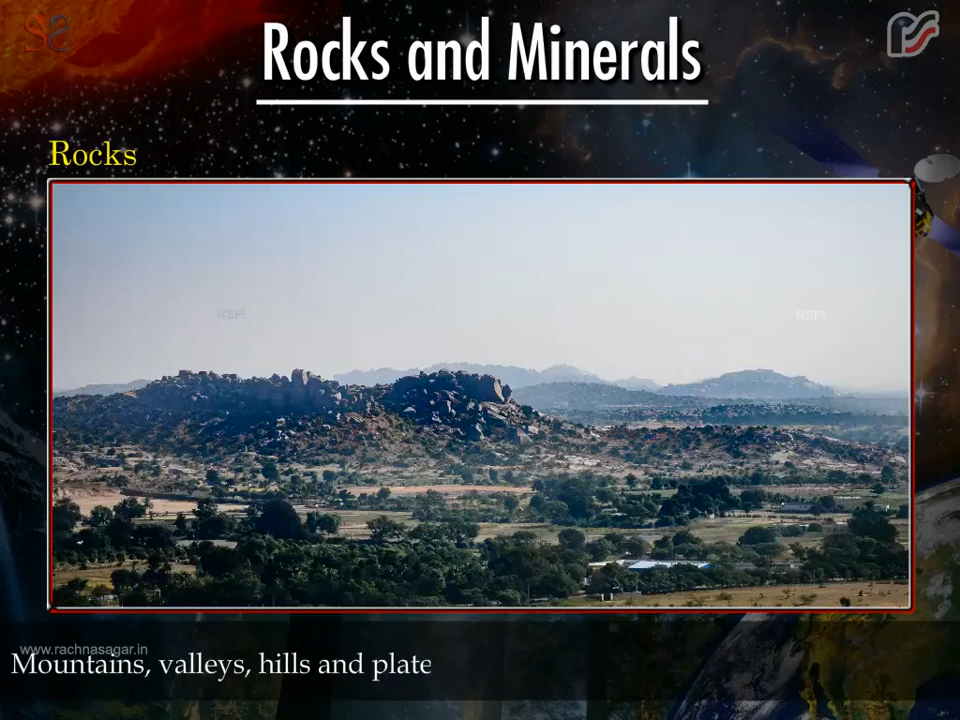 Rocks and Minerals
Rocks
RSPL RSPL
www.rachnasagar.in
Mountains, valleys, hills and plate